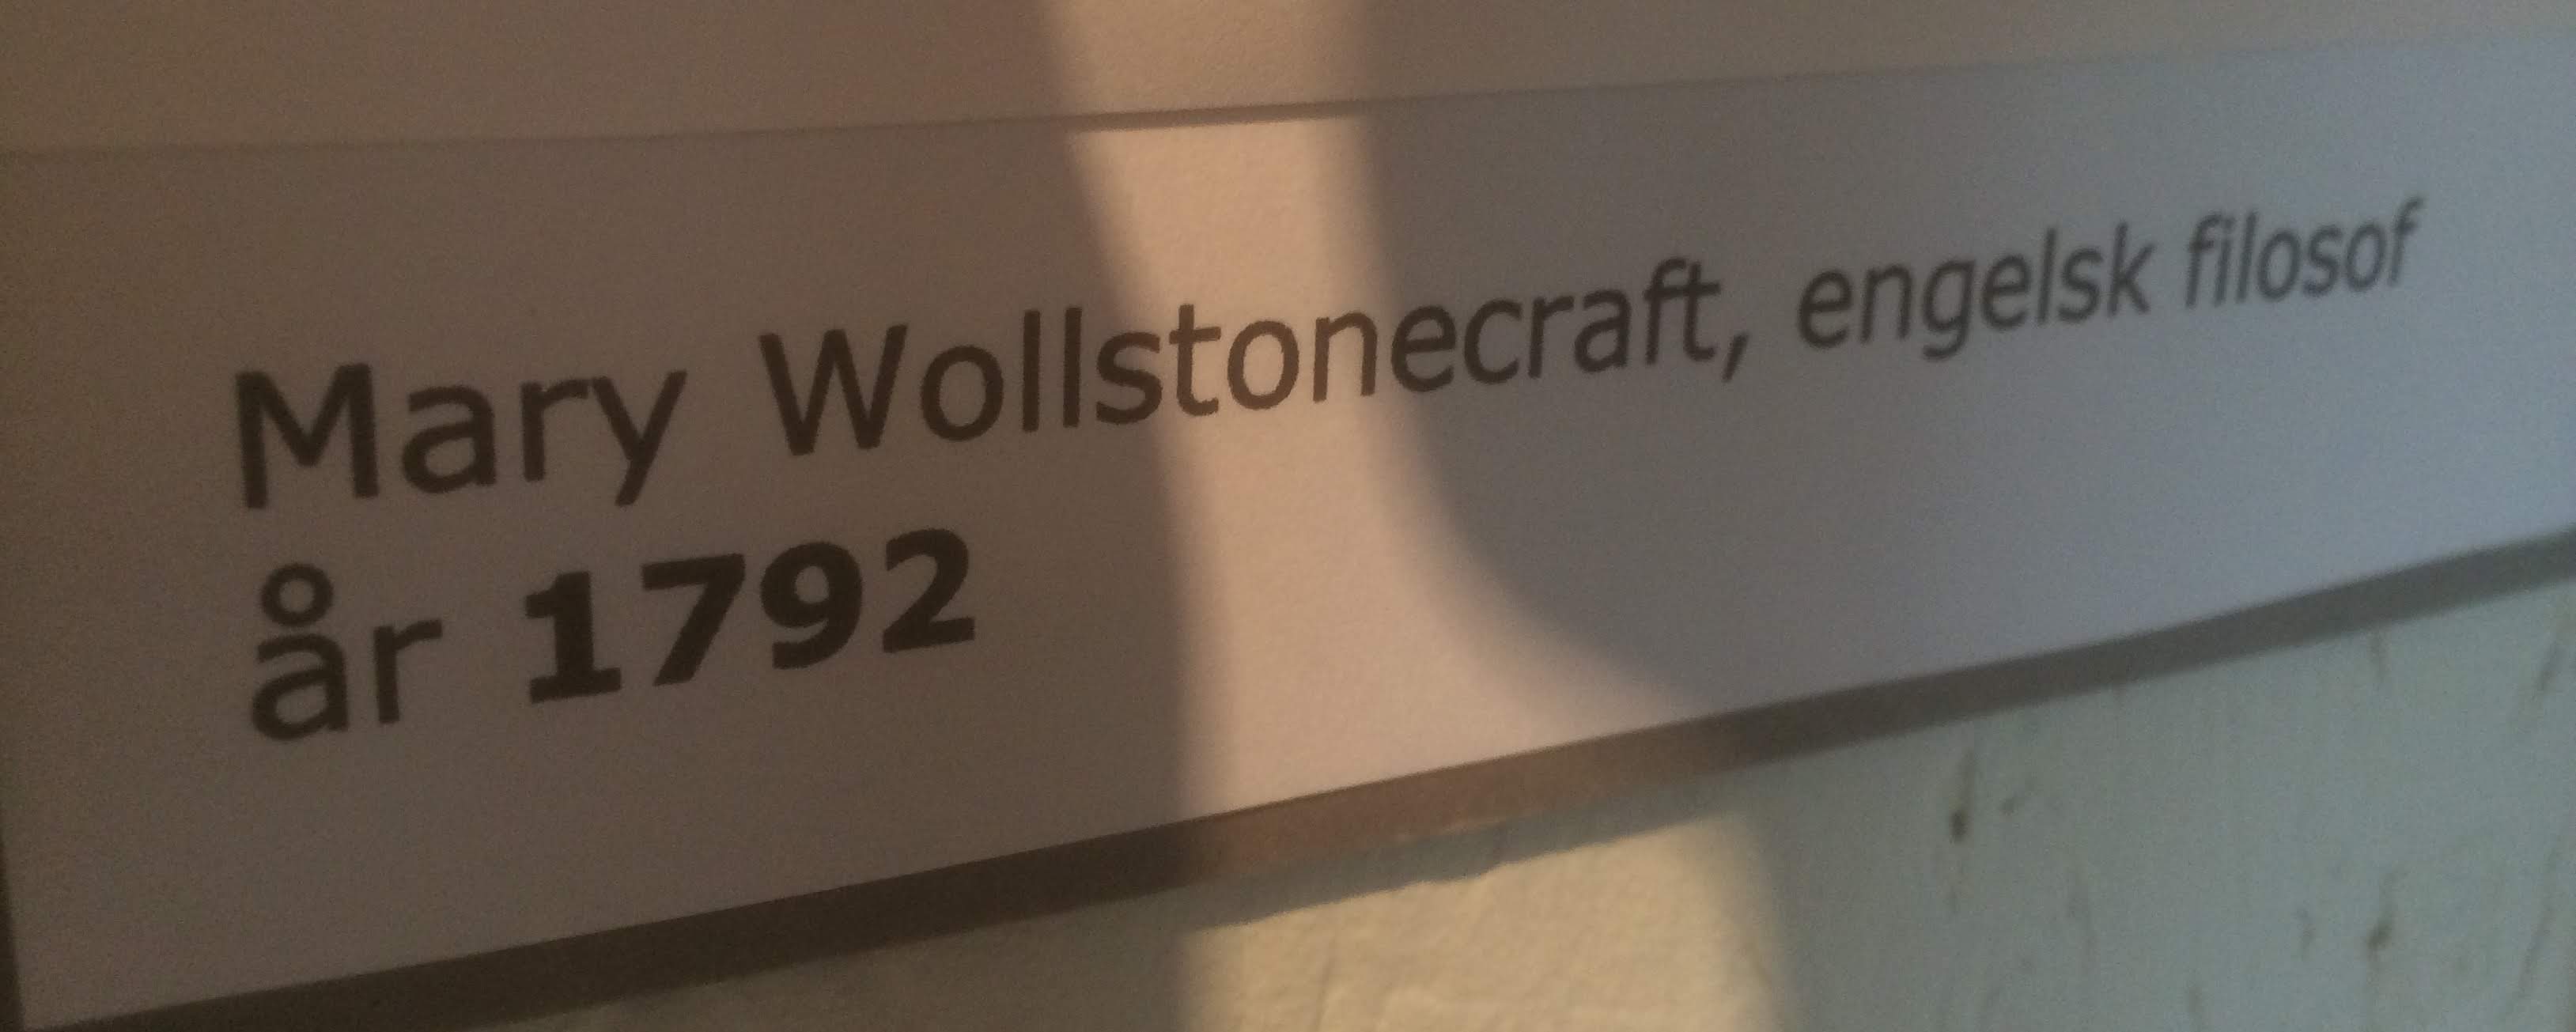 Mary Wollstonecraft, engelsk filosof
år 1792